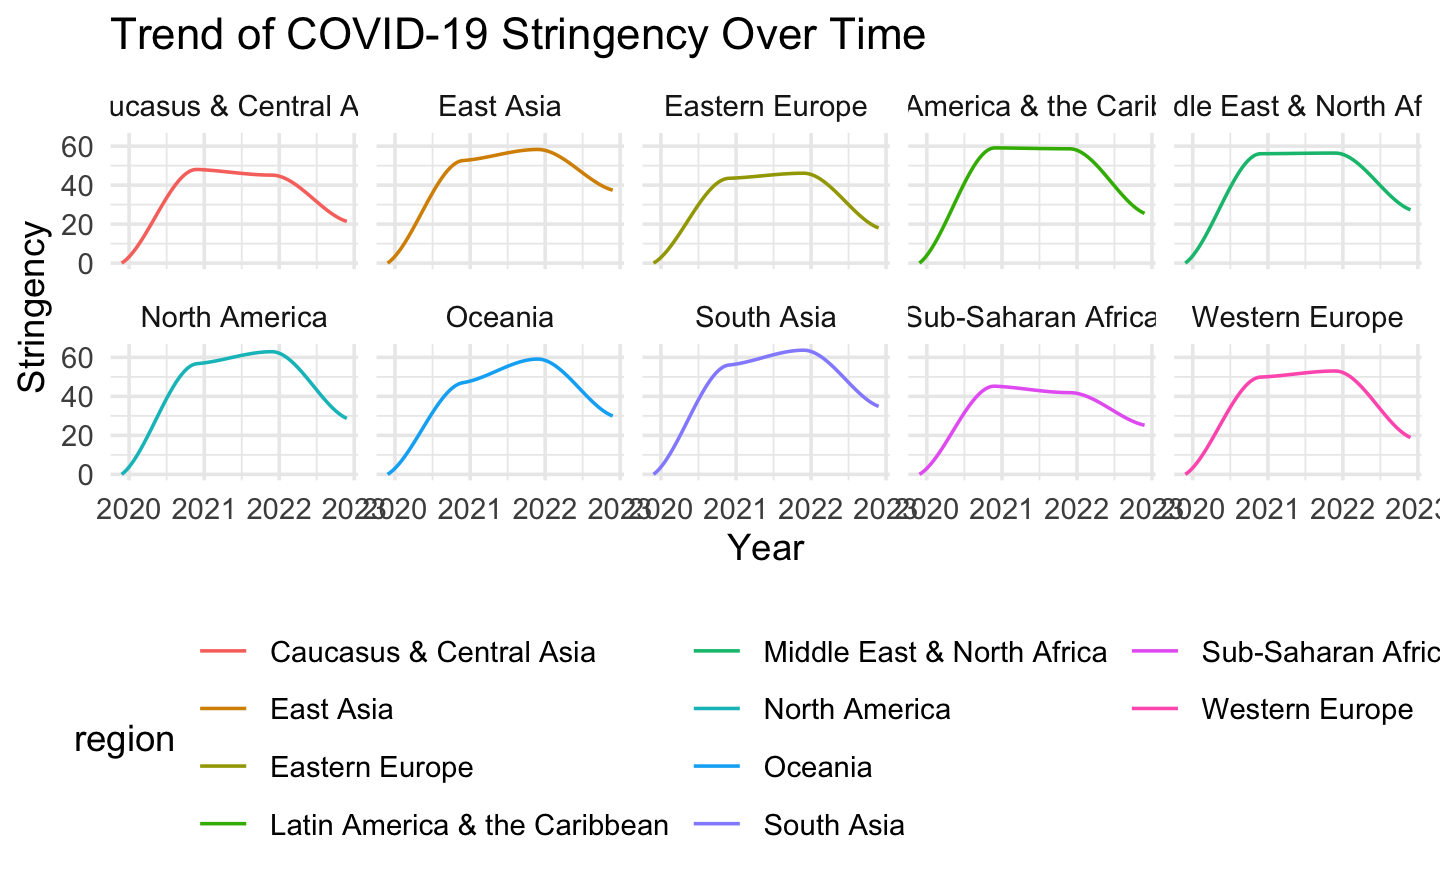 Trend of COVID-19 Stringency Over Time
ucasus & Central A East Asia Eastern Europe America & the Carib dle East & North Af
60
40
20
0
Stringency
North America Oceania South Asia Sub-Saharan Africa Western Europe
60
40
20
0
2020 2021 2022 2023 2020 2021 2022 2023 2020 2021 2022 2023 2020 2021 2022 2023 2020 2021 2022 2023
Year
region
Caucasus & Central Asia
East Asia
Eastern Europe
Latin America & the Caribbean
Middle East & North Africa
North America
Oceania
South Asia
Sub-Saharan Afric
Western Europe